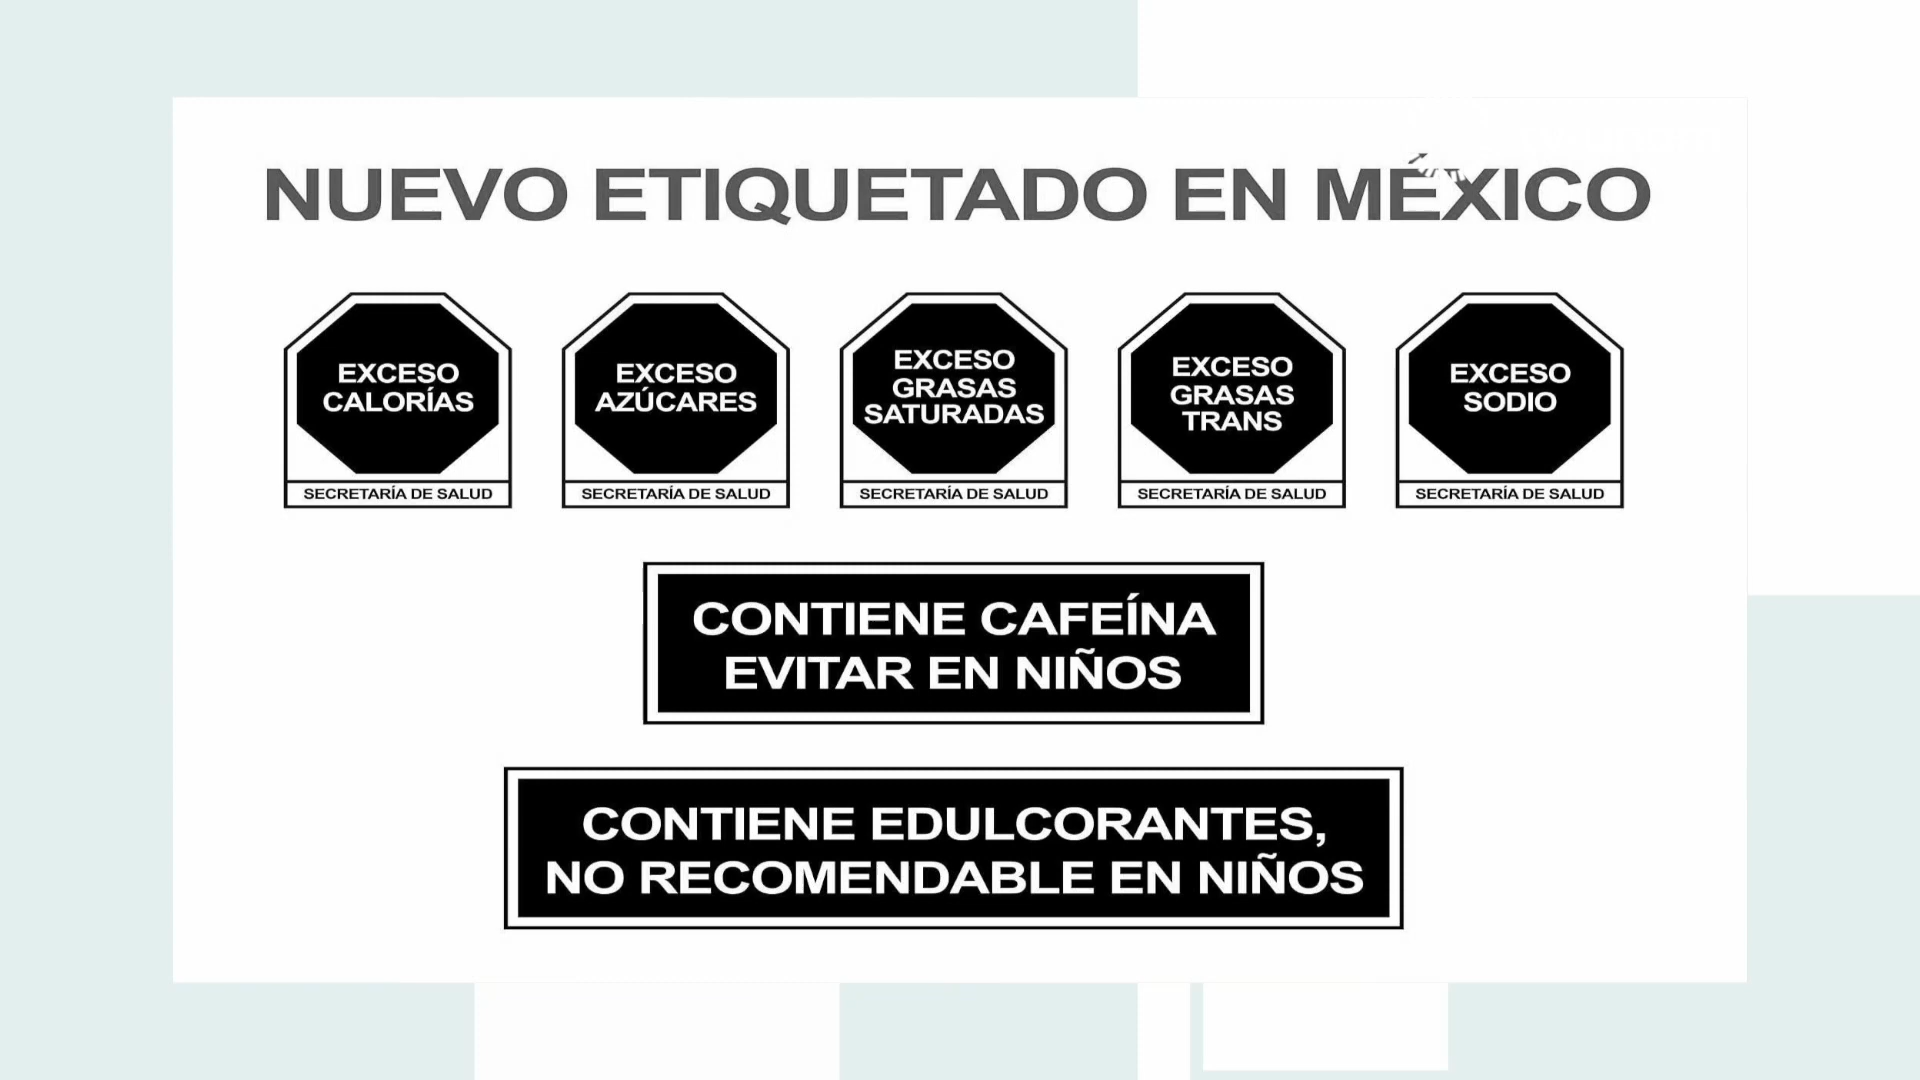 NUEVO ETIQUETADO EN MÉXICO
EXCESO
CALORÍAS
SECRETARÍA DE SALUD
EXCESO
AZÚCARES
SECRETARÍA DE SALUD
EXCESO
GRASAS
SATURADAS
SECRETARÍA DE SALUD
EXCESO
GRASAS
TRANS
SECRETARÍA DE SALUD
EXCESO
SODIO
SECRETARÍA DE SALUD
CONTIENE CAFEÍNA
EVITAR EN NIÑOS
CONTIENE EDULCORANTES,
NO RECOMENDABLE EN NIÑOS